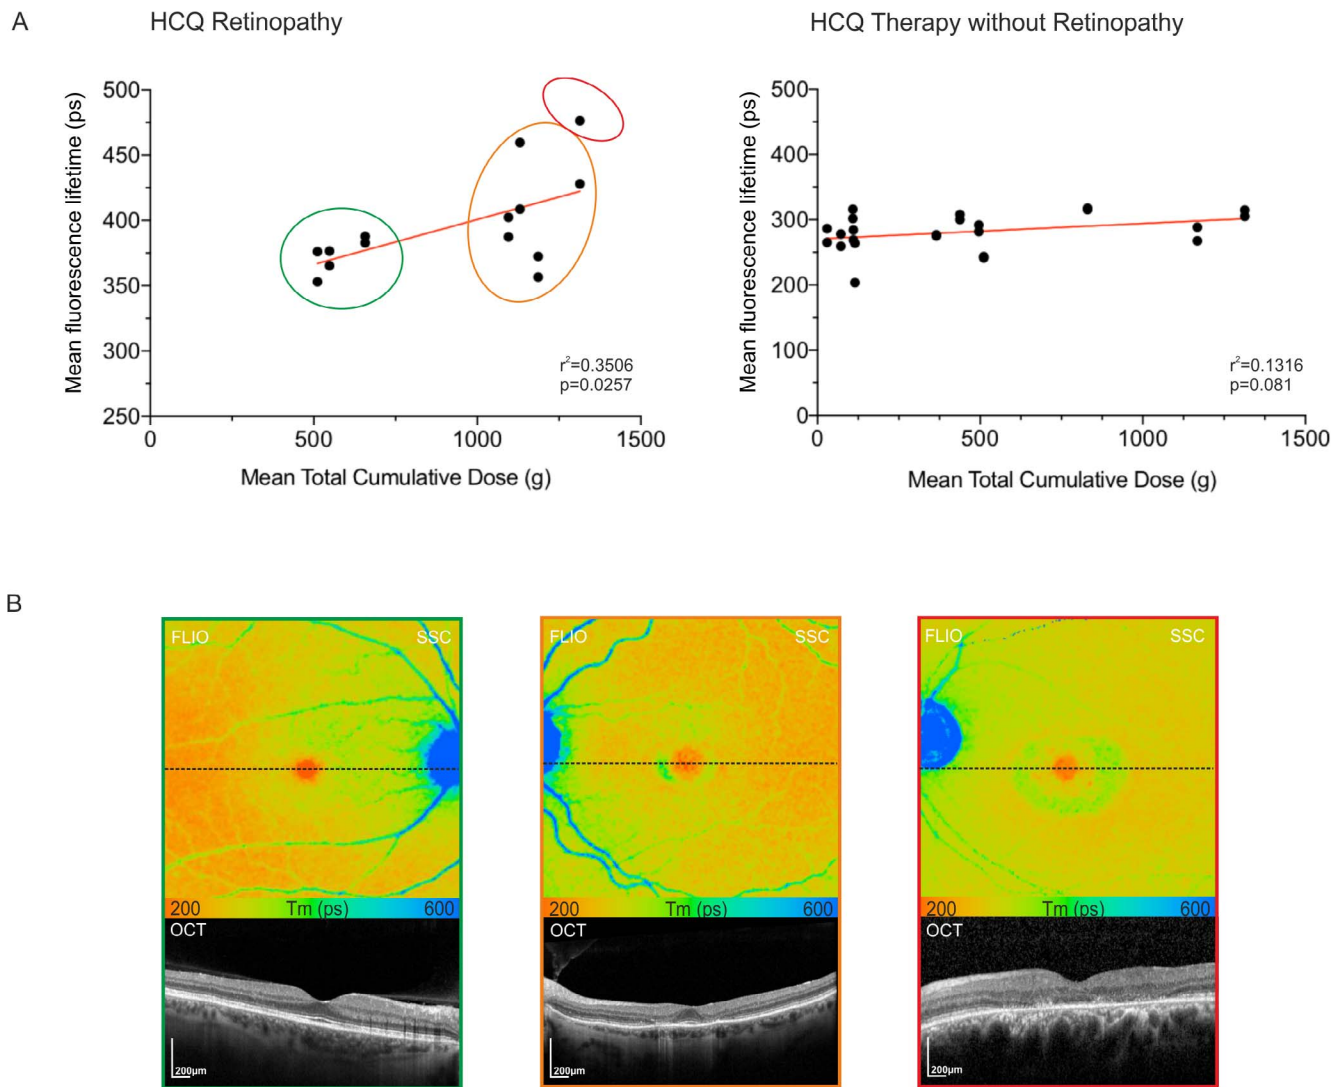 A
HCQ Retinopathy
HCQ Therapy without Retinopathy
Mean fluorescence lifetime (ps)
500
450
400
350
300
250
0
500
1000
1500
r²=0.3506
p=0.0257
Mean Total Cumulative Dose (g)
Mean fluorescence lifetime (ps)
500
400
300
200
100
0
0
500
1000
1500
r²=0.1316
p=0.081
Mean Total Cumulative Dose (g)
B
FLIO SSC
200 Tm (ps) 600
OCT
200µm
FLIO SSC
200 Tm (ps) 600
OCT
200µm
FLIO SSC
200 Tm (ps) 600
OCT
200µm